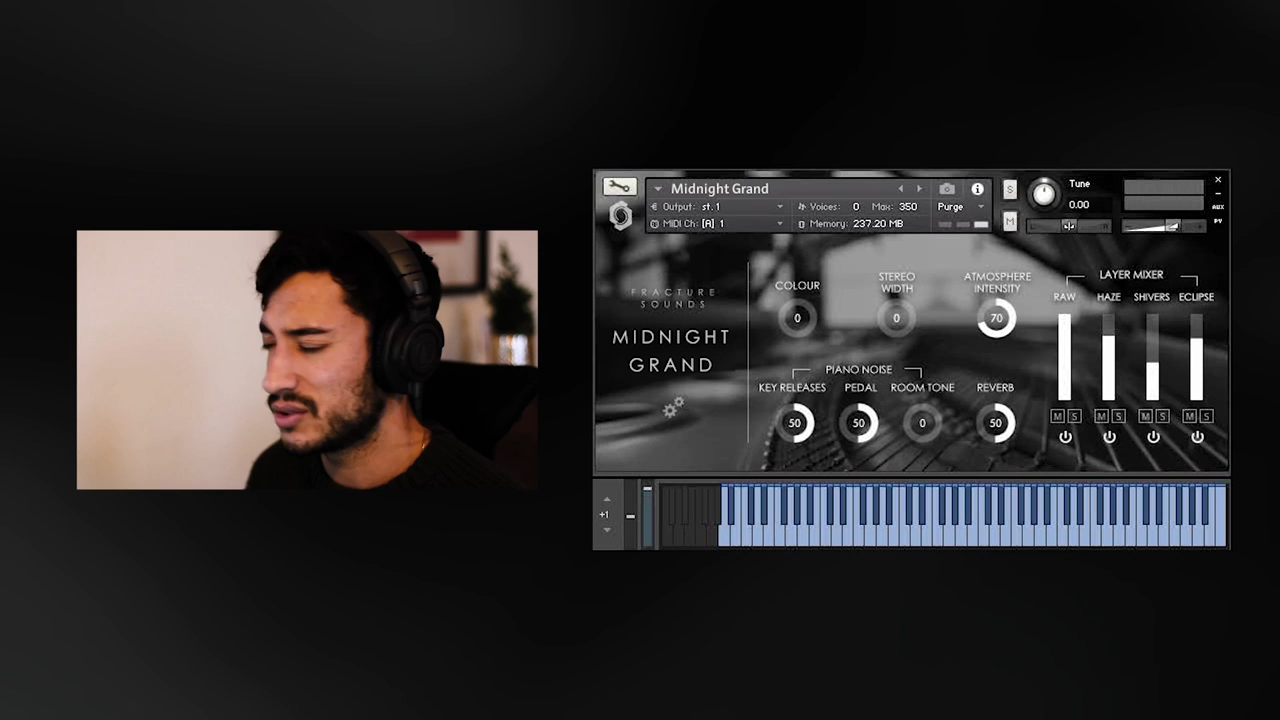 Midnight Grand
Output: st.1
Voices: 0 Max: 350
Purge
MIDI Ch: [A] 1
Memory: 237.20 MB
S
M
Tune
0.00
L
R
×
AUX
PV
FRACTURE
SOUNDS
MIDNIGHT
GRAND
COLOUR
0
STEREO
WIDTH
0
ATMOSPHERE
INTENSITY
70
PIANO NOISE
KEY RELEASES
PEDAL
ROOM TONE
REVERB
50
50
0
50
LAYER MIXER
RAW
HAZE
SHIVERS
ECLIPSE
M S
M S
M S
M S
+1